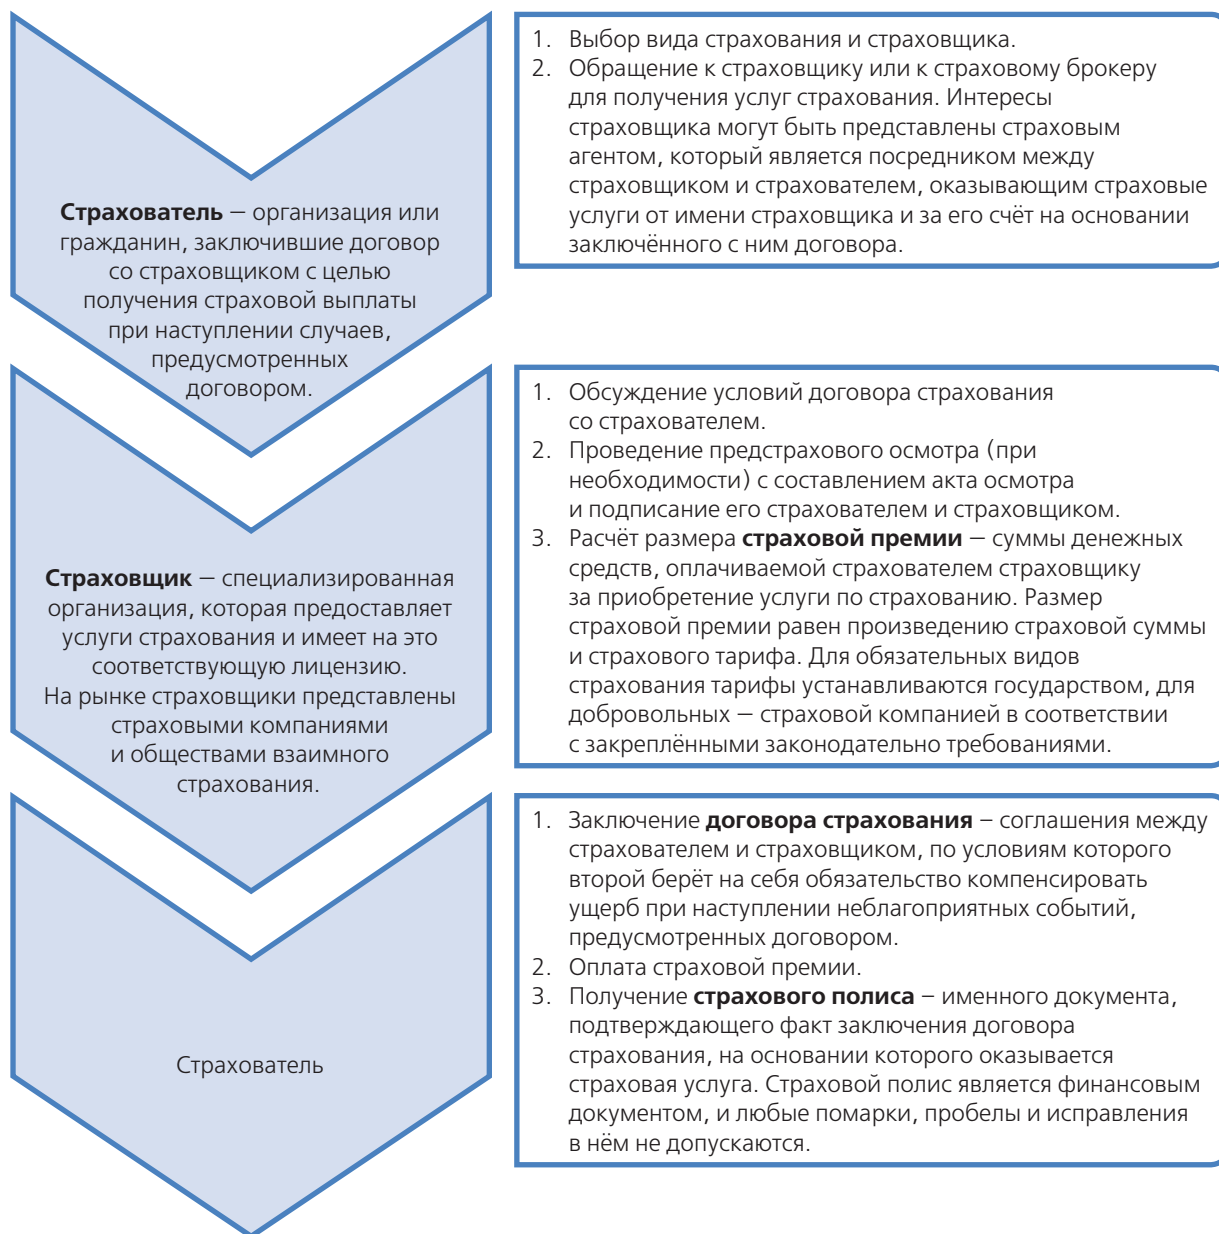 Страхователь — организация или
гражданин, заключившие договор
со страховщиком с целью
получения страховой выплаты
при наступлении случаев,
предусмотренных
договором.
1. Выбор вида страхования и страховщика.
2. Обращение к страховщику или к страховому брокеру
для получения услуг страхования. Интересы
страховщика могут быть представлены страховым
агентом, который является посредником между
страховщиком и страхователем, оказывающим страховые
услуги от имени страховщика и за его счёт на основании
заключённого с ним договора.
Страховщик — специализированная
организация, которая предоставляет
услуги страхования и имеет на это
соответствующую лицензию.
На рынке страховщики представлены
страховыми компаниями
и обществами взаимного
страхования.
1. Обсуждение условий договора страхования
со страхователем.
2. Проведение предстрахового осмотра (при
необходимости) с составлением акта осмотра
и подписание его страхователем и страховщиком.
3. Расчёт размера страховой премии — суммы денежных
средств, оплачиваемой страхователем страховщику
за приобретение услуги по страхованию. Размер
страховой премии равен произведению страховой суммы
и страхового тарифа. Для обязательных видов
страхования тарифы устанавливаются государством, для
добровольных — страховой компанией в соответствии
с закреплёнными законодательно требованиями.
Страхователь
1. Заключение договора страхования — соглашения между
страхователем и страховщиком, по условиям которого
второй берёт на себя обязательство компенсировать
ущерб при наступлении неблагоприятных событий,
предусмотренных договором.
2. Оплата страховой премии.
3. Получение страхового полиса — именного документа,
подтверждающего факт заключения договора
страхования, на основании которого оказывается
страховая услуга. Страховой полис является финансовым
документом, и любые помарки, пробелы и исправления
в нём не допускаются.